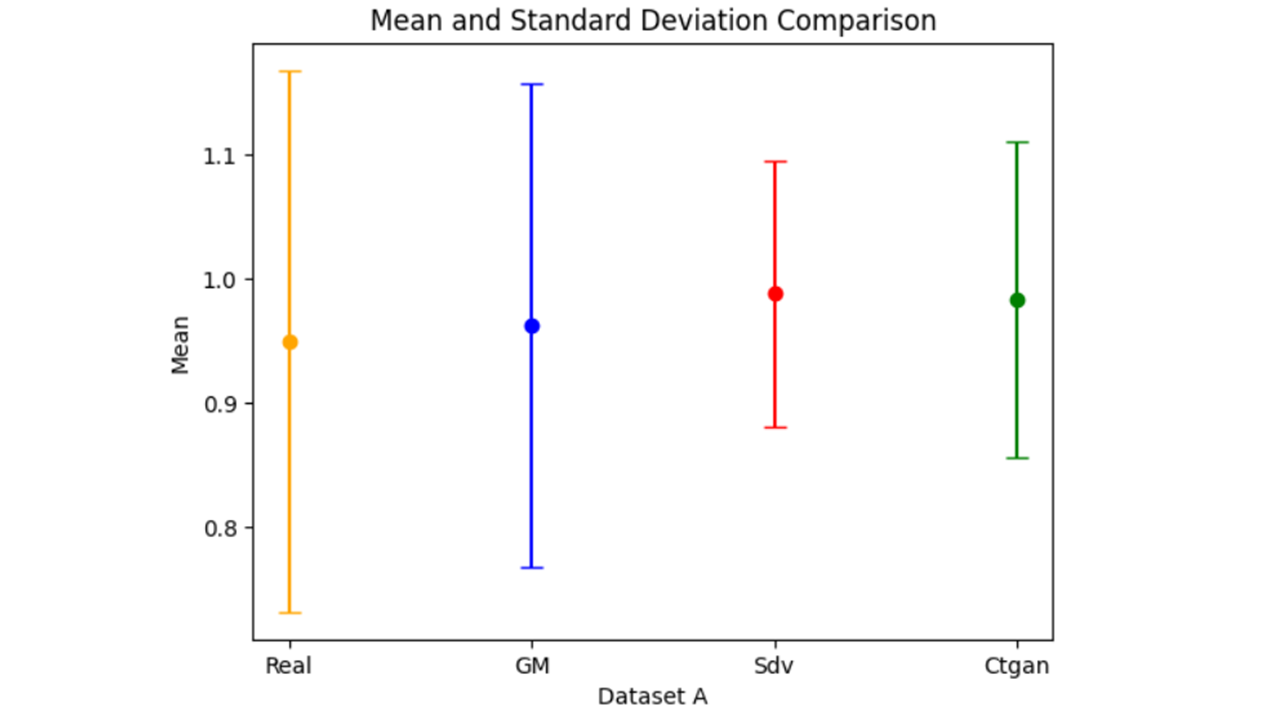 Mean and Standard Deviation Comparison
Mean
1.1
1.0
0.9
0.8
Real
GM
Sdv
Ctgan
Dataset A